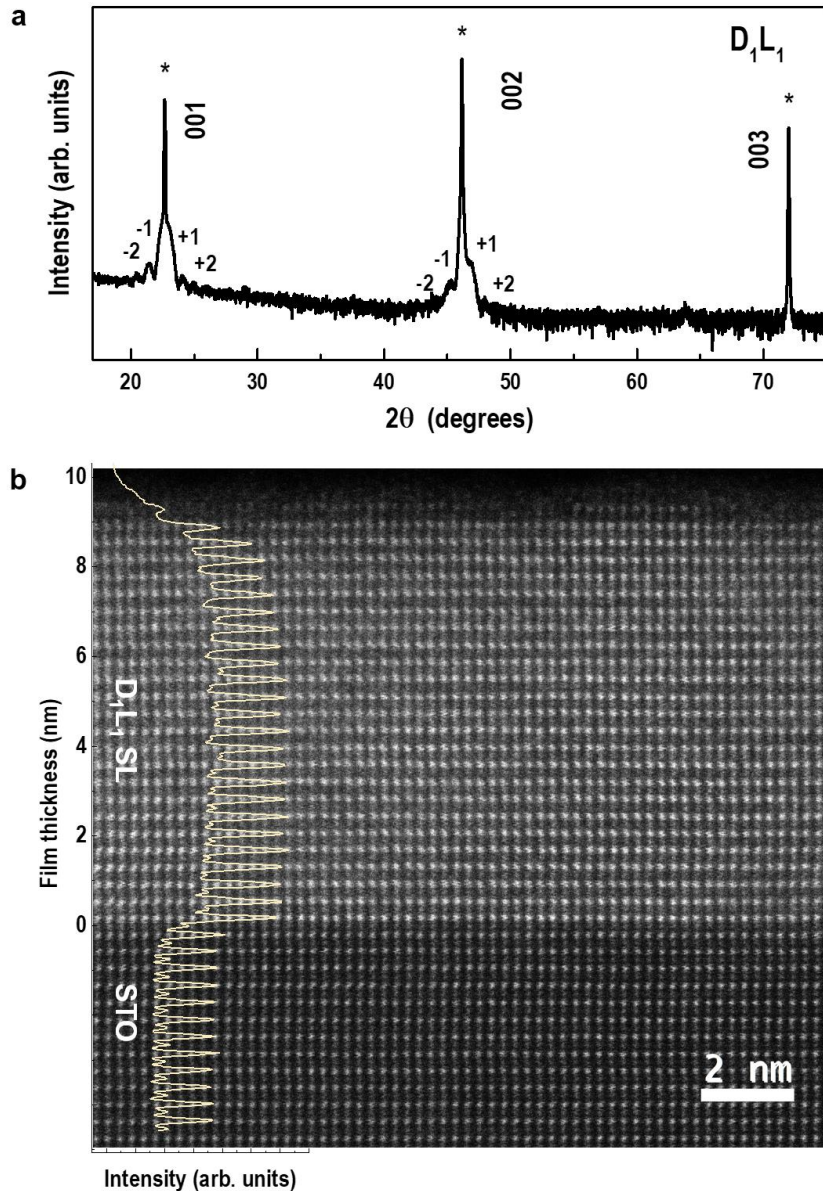 a
D₁L₁
* 001
* 002
* 003
-2 -1 +1 +2
-2 -1 +1 +2
Intensity (arb. units)
20 30 40 50 60 70
2θ (degrees)
b
10
8
6
4
2
0
Film thickness (nm)
D₁L₁ SL
STO
2 nm
Intensity (arb. units)